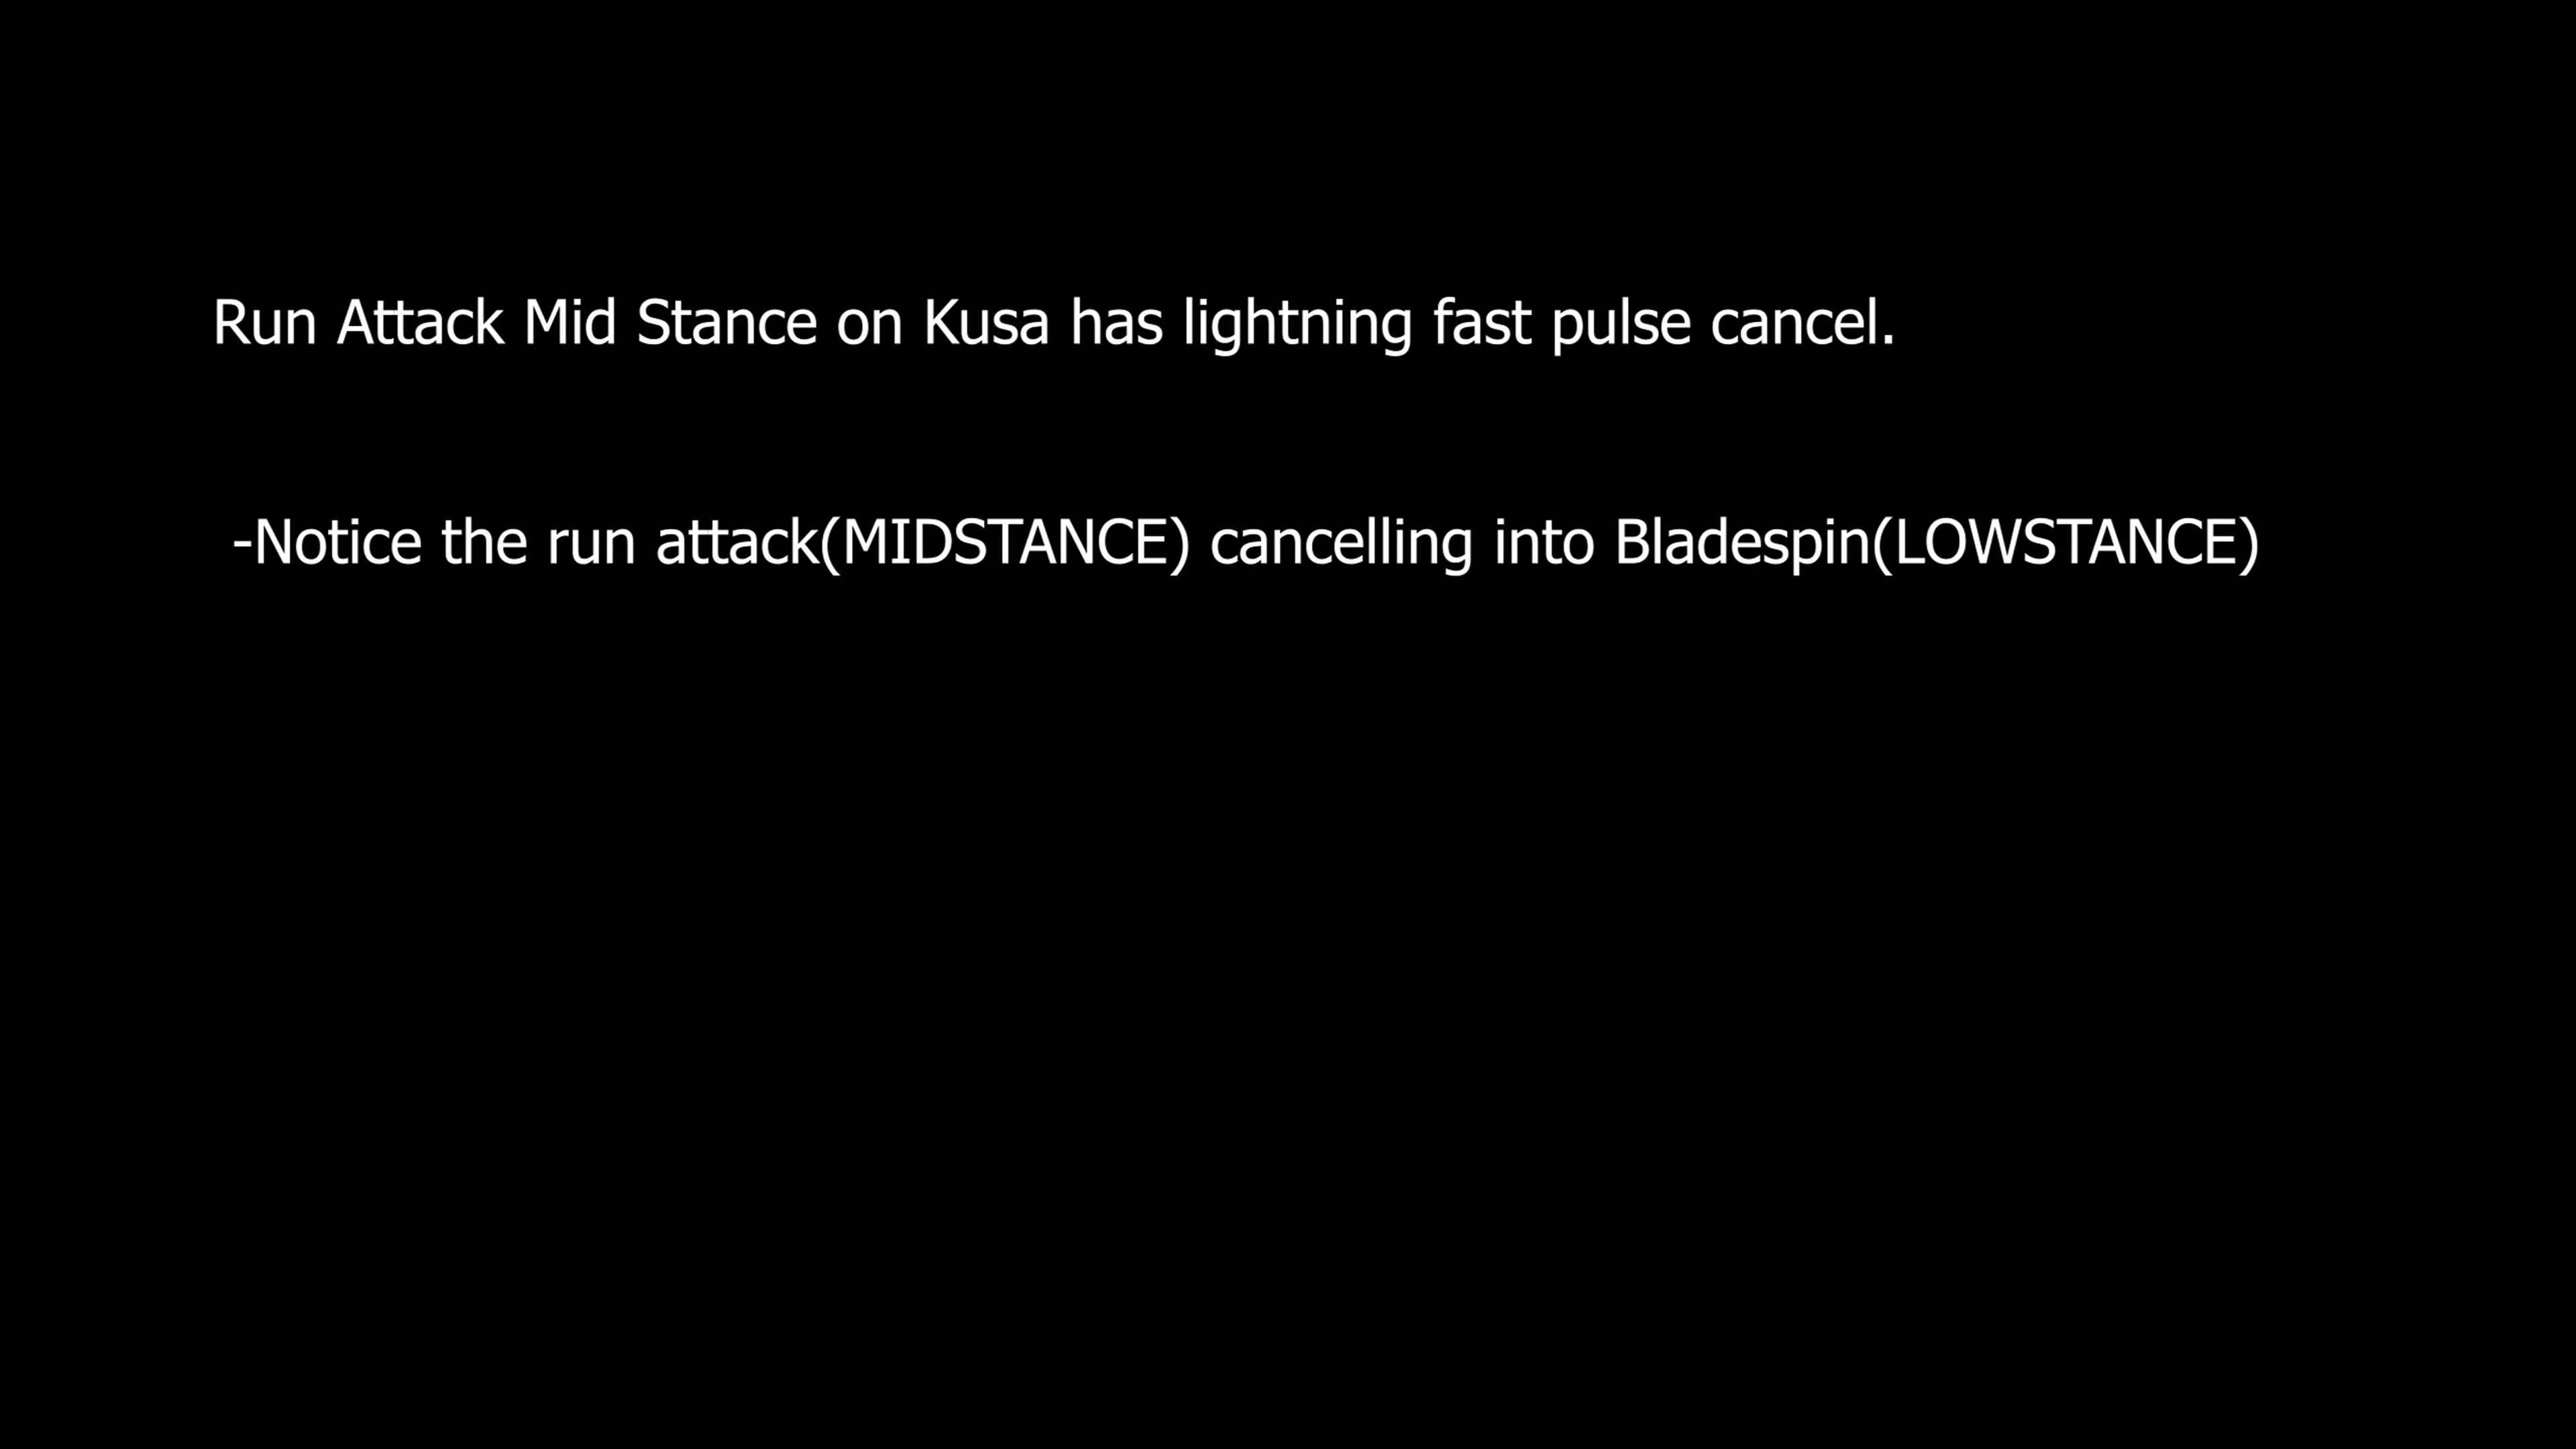 Run Attack Mid Stance on Kusa has lightning fast pulse cancel.
-Notice the run attack(MIDSTANCE) cancelling into Bladespin(LOWSTANCE)